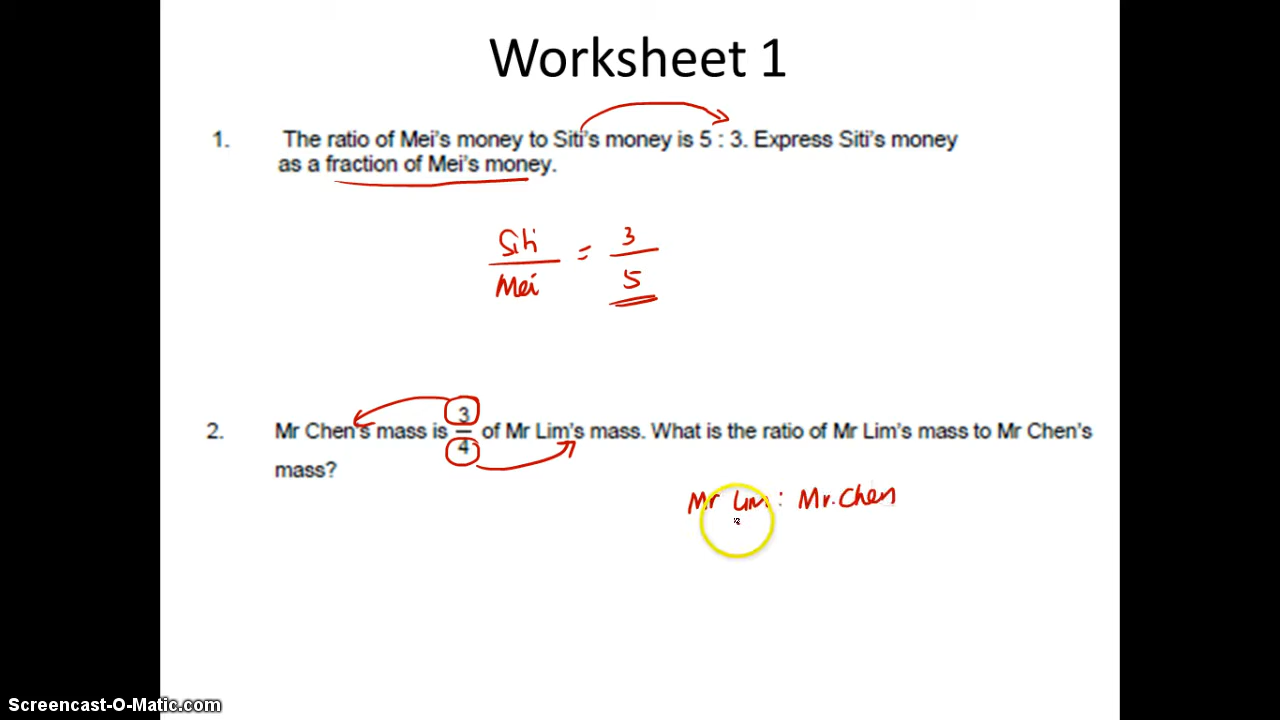 Worksheet 1
1. The ratio of Mei's money to Siti's money is 5 : 3. Express Siti's money
as a fraction of Mei's money.
Siti
Mei
=
3
5
2. Mr Chen's mass is 3/4 of Mr Lim's mass. What is the ratio of Mr Lim's mass to Mr Chen's
mass?
Mr Lim : Mr. Chen
Screencast-O-Matic.com